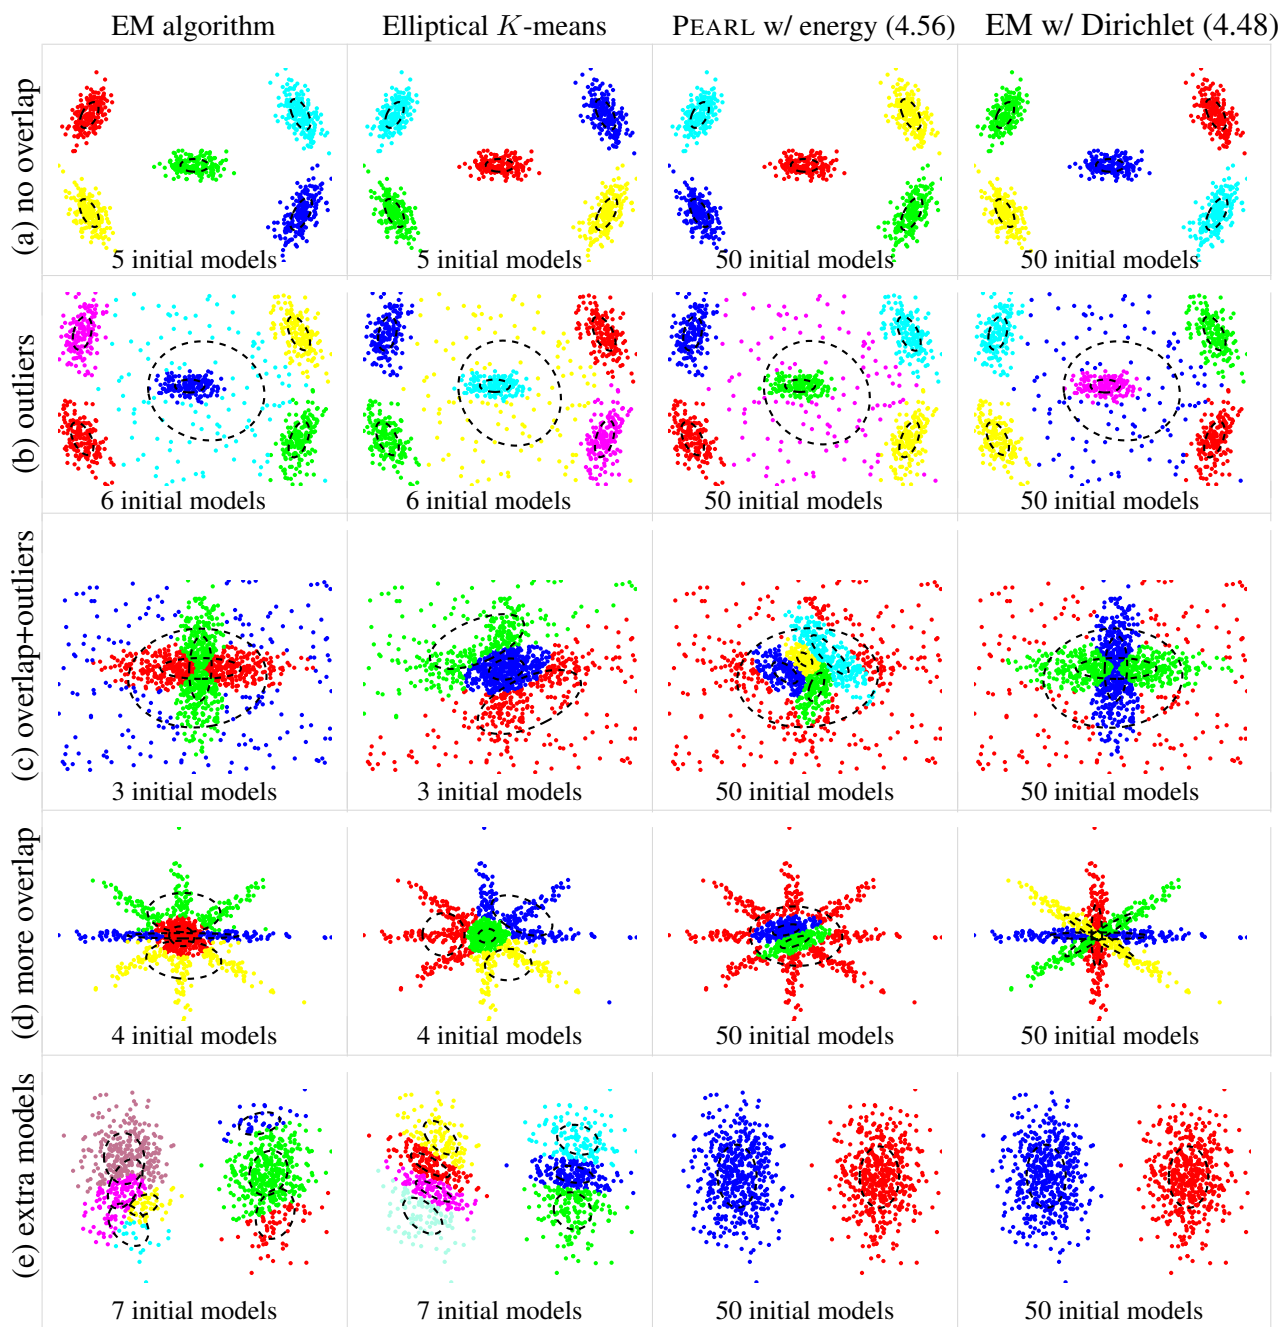 EM algorithm
Elliptical K-means
PEARL w/ energy (4.56)
EM w/ Dirichlet (4.48)
(a) no overlap
5 initial models
5 initial models
50 initial models
50 initial models
(b) outliers
6 initial models
6 initial models
50 initial models
50 initial models
(c) overlap+outliers
3 initial models
3 initial models
50 initial models
50 initial models
(d) more overlap
4 initial models
4 initial models
50 initial models
50 initial models
(e) extra models
7 initial models
7 initial models
50 initial models
50 initial models